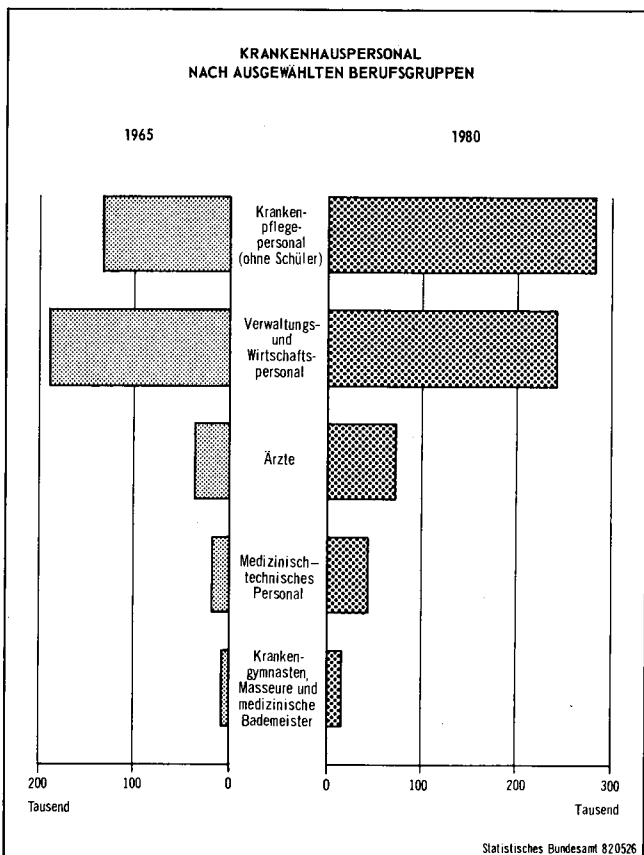 KRANKENHAUSPERSONAL
NACH AUSGEWÄHLTEN BERUFSGRUPPEN
1965
1980
Kranken-
pflege-
personal
(ohne Schüler)
Verwaltungs-
und
Wirtschafts-
personal
Ärzte
Medizinisch-
technisches
Personal
Kranken-
gymnasten,
Masseure und
medizinische
Bademeister
200 100 0 0 100 200 300
Tausend Tausend
Statistisches Bundesamt 820526